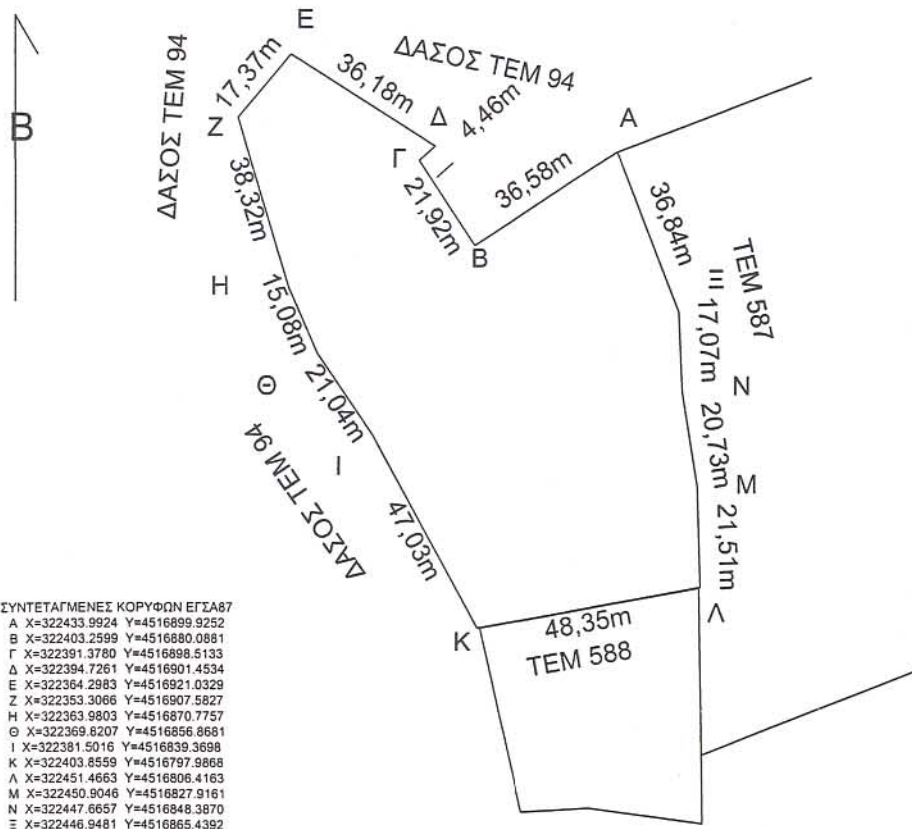 Ε
ΔΑΣΟΣ ΤΕΜ 94
17,37m
36,18m
ΔΑΣΟΣ ΤΕΜ 94
Δ
4,46m
Α
Β
Ζ
Γ
ΔΑΣΟΣ ΤΕΜ 94
38,32m
21,92m
36,58m
36,84m
Β
ΤΕΜ 587
Η
Ξ
15,08m
17,07m
Θ
21,04m
Ν
20,73m
ΔΑΣΟΣ ΤΕΜ 94
Ι
Μ
47,03m
21,51m
Κ
48,35m
Λ
ΤΕΜ 588
ΣΥΝΤΕΤΑΓΜΕΝΕΣ ΚΟΡΥΦΩΝ ΕΓΣΑ87
Α X=322433.9924 Y=4516899.9252
Β X=322403.2599 Y=4516880.0881
Γ X=322391.3780 Y=4516898.5133
Δ X=322394.7261 Y=4516901.4534
Ε X=322364.2983 Y=4516921.0329
Ζ X=322353.3066 Y=4516907.5827
Η X=322363.9803 Y=4516870.7757
Θ X=322369.8207 Y=4516856.8681
Ι X=322381.5016 Y=4516839.3698
Κ X=322403.8559 Y=4516797.9868
Λ X=322451.4663 Y=4516806.4163
Μ X=322450.9046 Y=4516827.9161
Ν X=322447.6657 Y=4516848.3870
Ξ X=322446.9481 Y=4516865.4392